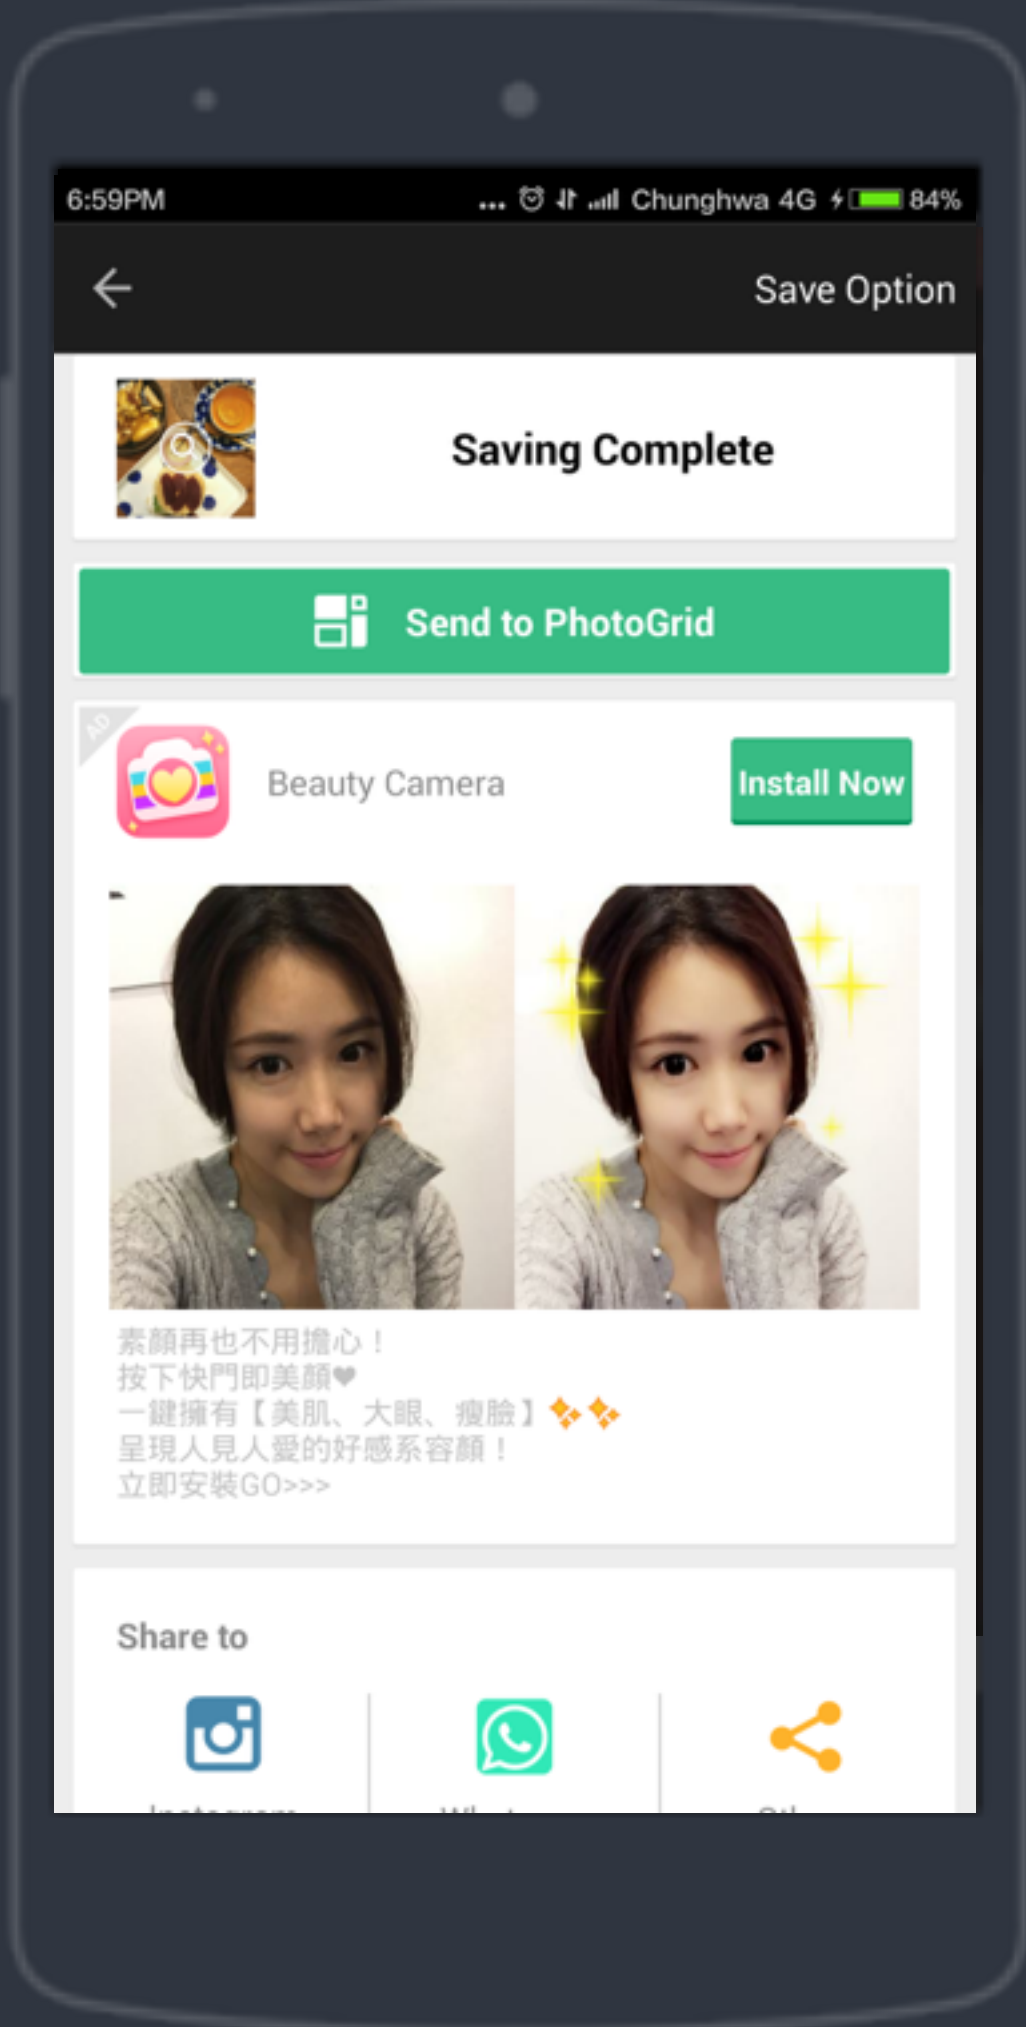 6:59PM ... Chunghwa 4G 84%
Save Option
Saving Complete
Send to PhotoGrid
AD
Beauty Camera
Install Now
素顏再也不用擔心！
按下快門即美顏❤
一鍵擁有【美肌、大眼、瘦臉】✨✨
呈現人見人愛的好感系容顏！
立即安裝GO>>>
Share to
Instagram